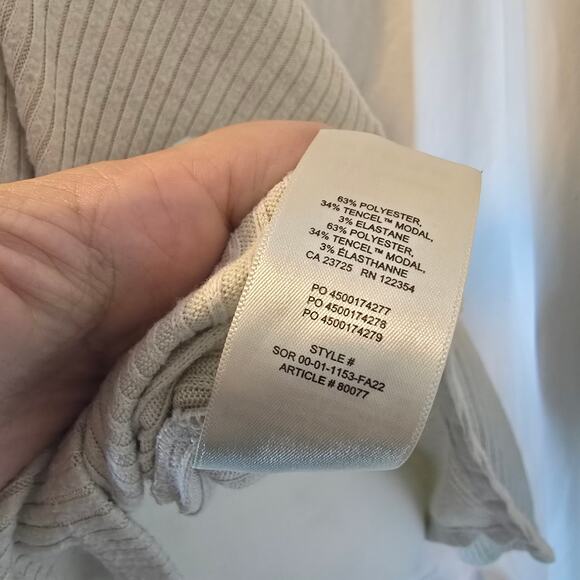 63% POLYESTER,
34% TENCEL™ MODAL,
3% ELASTANE
63% POLYESTER,
34% TENCEL™ MODAL,
3% ÉLASTHANNE
CA 23725 RN 122354
PO 4500174277
PO 4500174278
PO 4500174279
STYLE #
SOR 00-01-1153-FA22
ARTICLE # 80077